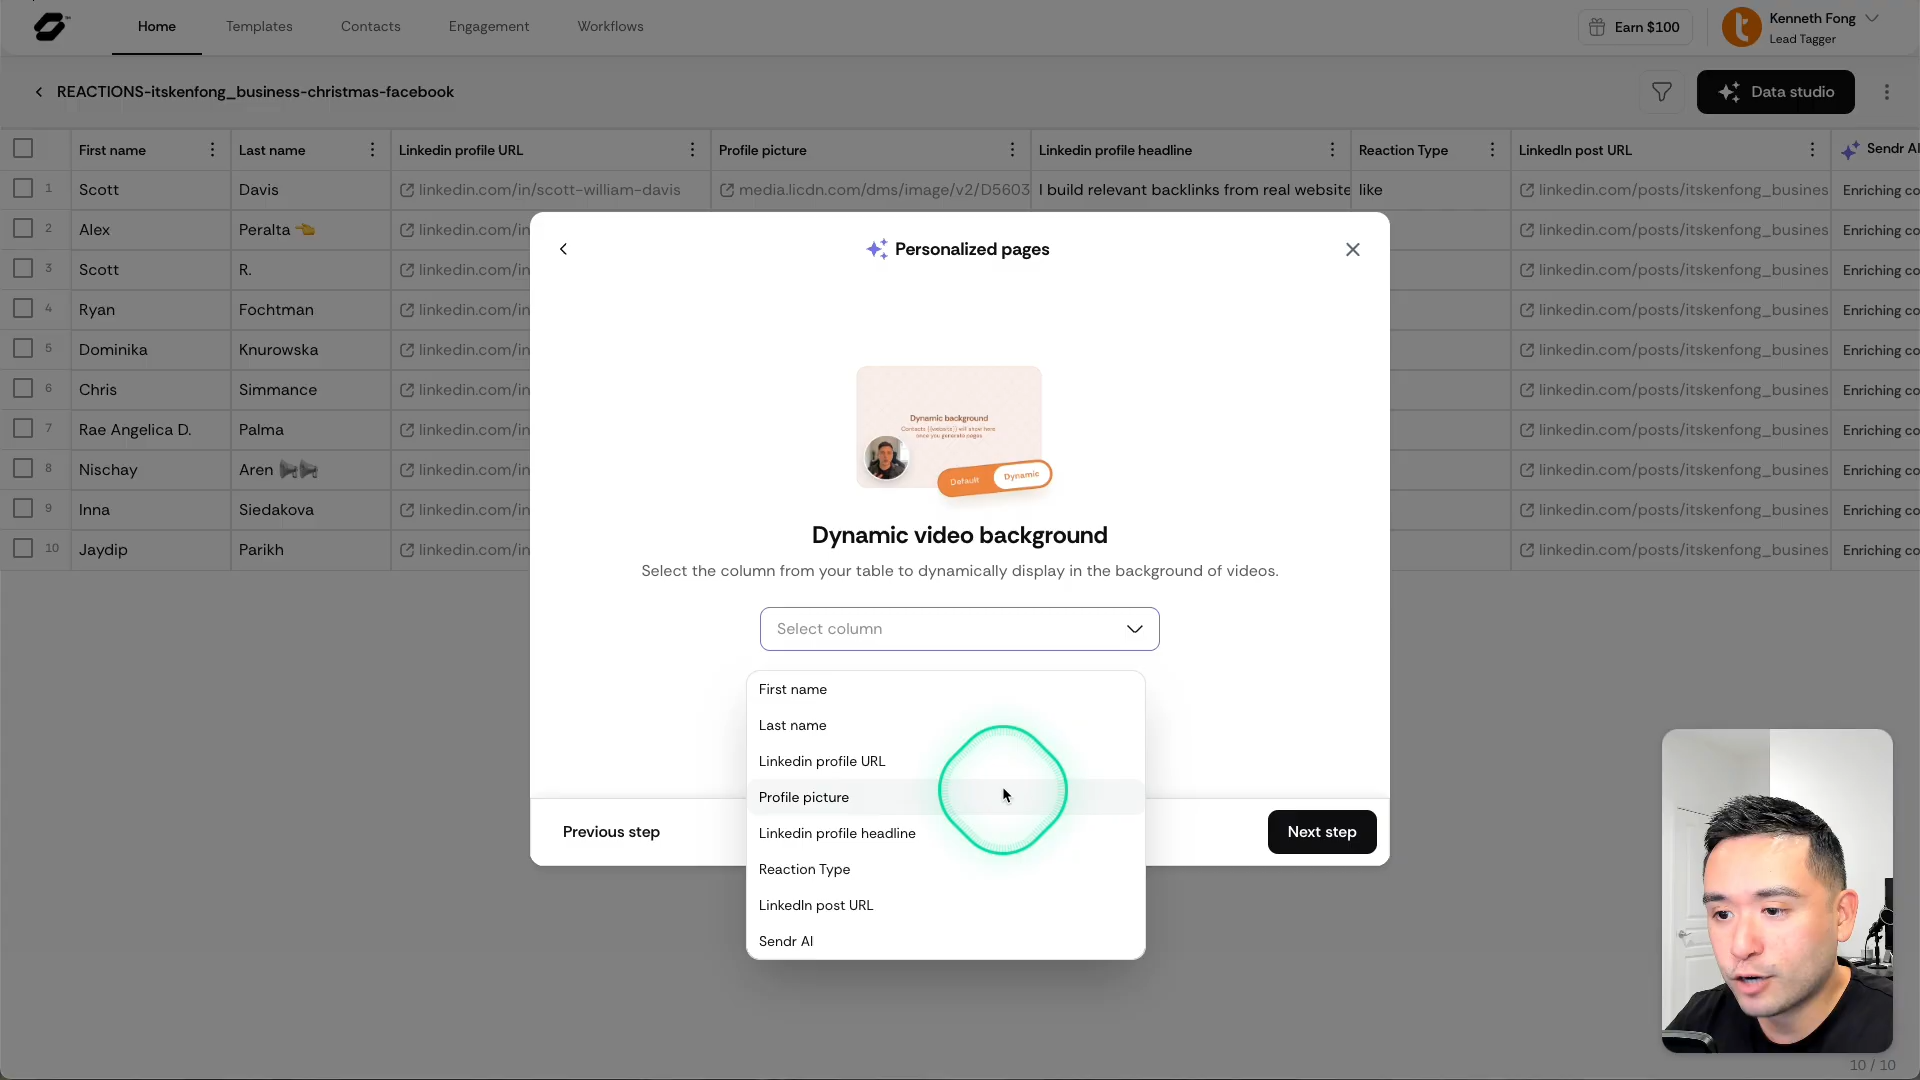 Home
Templates
Contacts
Engagement
Workflows
Earn $100
Kenneth Fong
Lead Tagger
REACTIONS-itskenfong_business-christmas-facebook
Data studio
First name
Last name
Linkedin profile URL
Profile picture
Linkedin profile headline
Reaction Type
LinkedIn post URL
Sendr AI
1 Scott Davis linkedin.com/in/scott-william-davis media.licdn.com/dms/image/v2/D5603 I build relevant backlinks from real website like linkedin.com/posts/itskenfong_busines Enriching co
2 Alex Peralta 👈 linkedin.com/in linkedin.com/posts/itskenfong_busines Enriching co
3 Scott R. linkedin.com/in linkedin.com/posts/itskenfong_busines Enriching co
4 Ryan Fochtman linkedin.com/in linkedin.com/posts/itskenfong_busines Enriching co
5 Dominika Knurowska linkedin.com/in linkedin.com/posts/itskenfong_busines Enriching co
6 Chris Simmance linkedin.com/in linkedin.com/posts/itskenfong_busines Enriching co
7 Rae Angelica D. Palma linkedin.com/in linkedin.com/posts/itskenfong_busines Enriching co
8 Nischay Aren 📢📢 linkedin.com/in linkedin.com/posts/itskenfong_busines Enriching co
9 Inna Siedakova linkedin.com/in linkedin.com/posts/itskenfong_busines Enriching co
10 Jaydip Parikh linkedin.com/in linkedin.com/posts/itskenfong_busines Enriching co
Personalized pages
Dynamic background
Contacts {{website}} will show here
once you generate pages
Default
Dynamic
Dynamic video background
Select the column from your table to dynamically display in the background of videos.
Select column
First name
Last name
Linkedin profile URL
Profile picture
Linkedin profile headline
Reaction Type
LinkedIn post URL
Sendr AI
Previous step
Next step
10 / 10